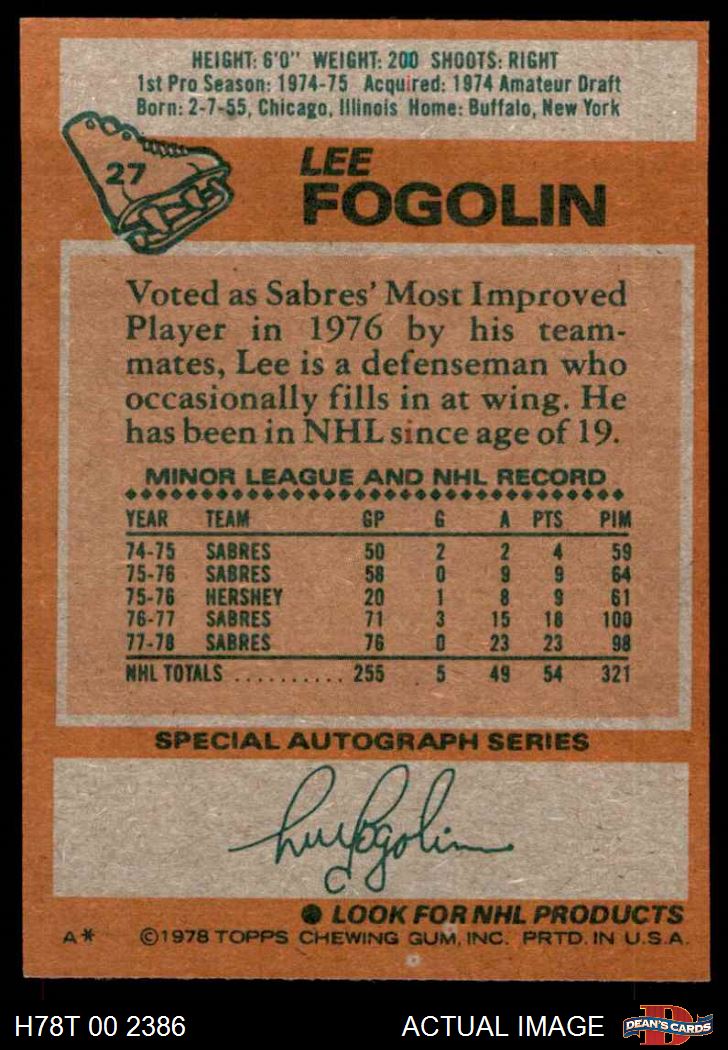 HEIGHT: 6'0" WEIGHT: 200 SHOOTS: RIGHT
1st Pro Season: 1974-75 Acquired: 1974 Amateur Draft
Born: 2-7-55, Chicago, Illinois Home: Buffalo, New York
27
LEE
FOGOLIN
Voted as Sabres' Most Improved
Player in 1976 by his team-
mates, Lee is a defenseman who
occasionally fills in at wing. He
has been in NHL since age of 19.
MINOR LEAGUE AND NHL RECORD
YEAR TEAM GP G A PTS PIM
74-75 SABRES 50 2 2 4 59
75-76 SABRES 58 0 9 9 64
75-76 HERSHEY 20 1 8 9 61
76-77 SABRES 71 3 15 18 100
77-78 SABRES 76 0 23 23 98
NHL TOTALS .......... 255 5 49 54 321
SPECIAL AUTOGRAPH SERIES
Lee Fogolin
LOOK FOR NHL PRODUCTS
A* ©1978 TOPPS CHEWING GUM, INC. PRTD. IN U.S.A.
H78T 00 2386 ACTUAL IMAGE D DEAN'S CARDS